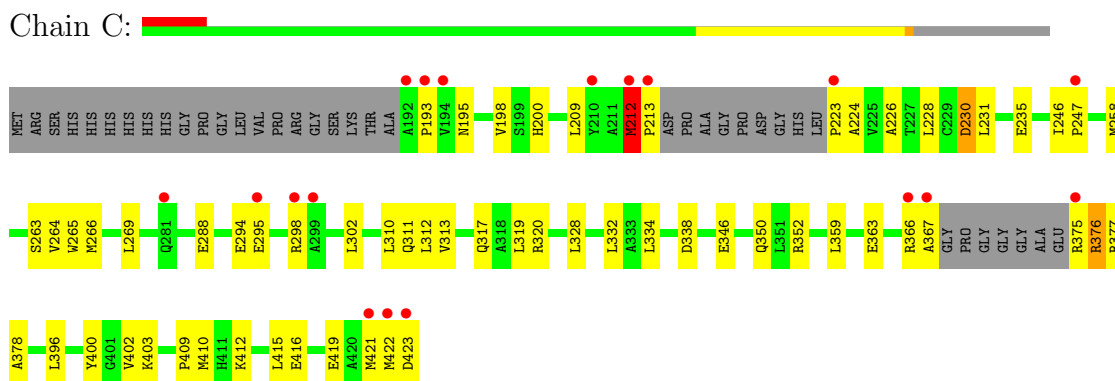 Chain C:
MET ARG SER HIS HIS HIS HIS HIS HIS GLY PRO GLY LEU VAL PRO ARG GLY SER LYS THR ALA A192 P193 V194 N195 V198 S199 H200 L209 Y210 A211 M212 P213 ASP PRO ALA GLY PRO ASP GLY HIS LEU P223 A224 V225 A226 T227 L228 C229 D230 L231 E235 I246 P247 M258
S263 V264 W265 M266 L269 Q281 E288 E294 E295 R298 A299 L302 L310 Q311 L312 V313 Q317 A318 L319 R320 L328 L332 A333 L334 D338 E346 Q350 L351 R352 L359 E363 R366 A367 GLY PRO GLY GLY GLY ALA GLU R375 R376 R377
A378 L396 Y400 G401 V402 K403 P409 M410 H411 K412 L415 E416 E419 A420 M421 M422 D423